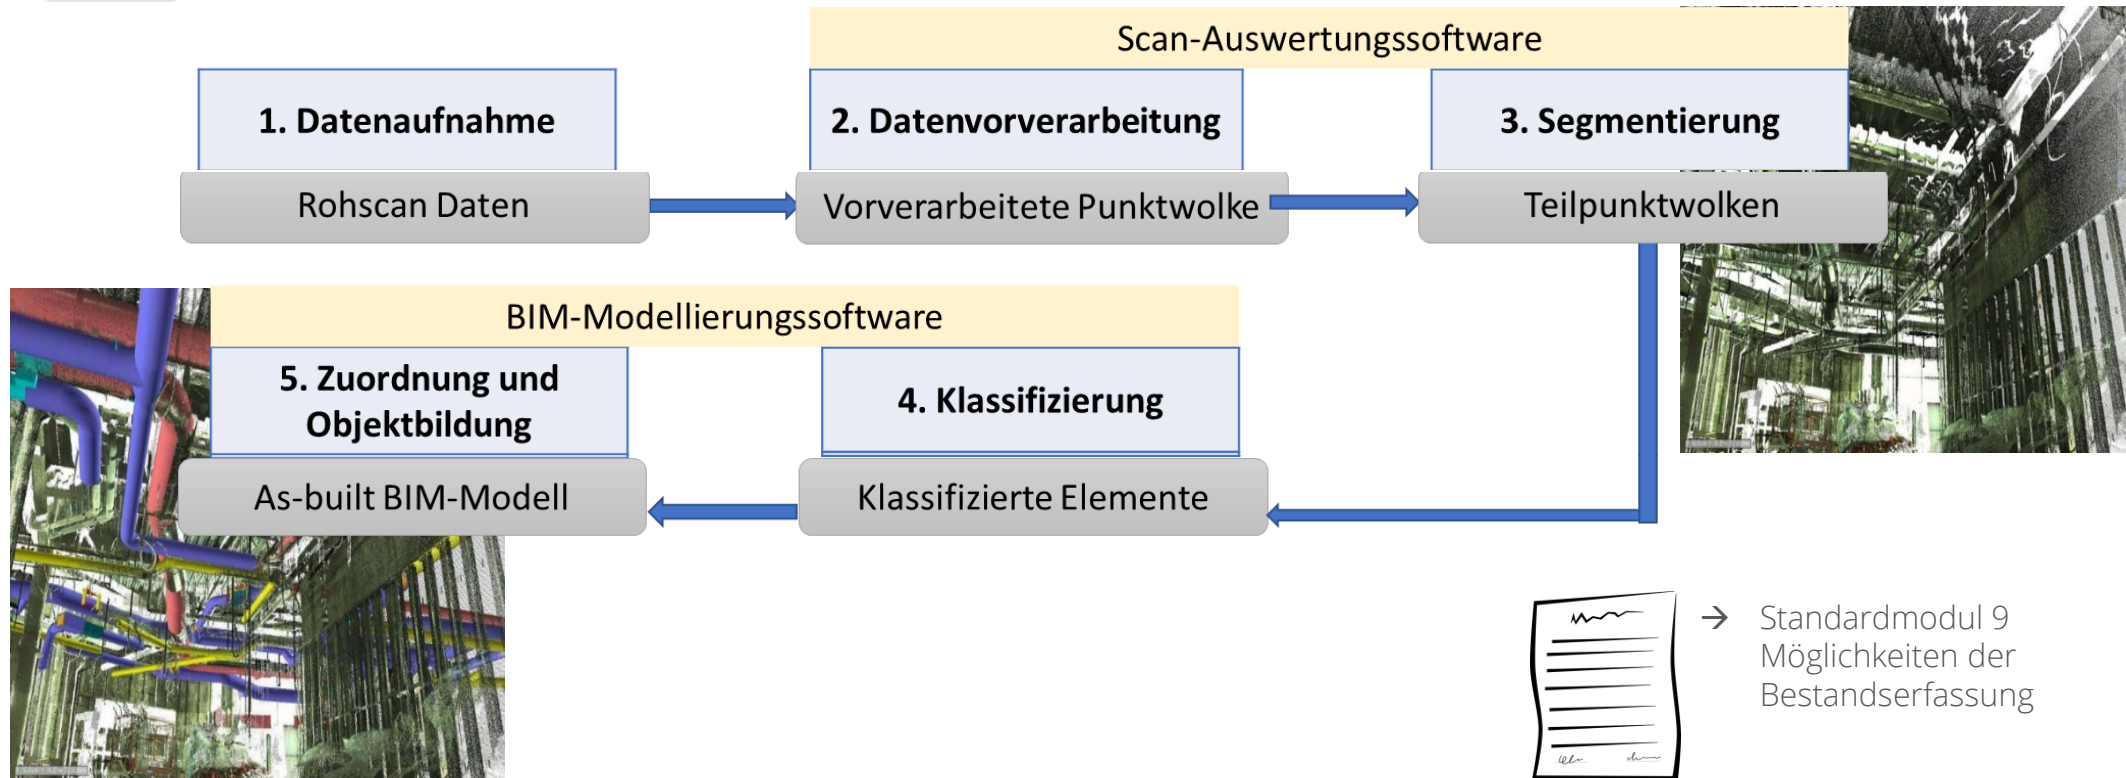 Scan-Auswertungssoftware
1. Datenaufnahme
2. Datenvorverarbeitung
3. Segmentierung
Rohscan Daten
Vorverarbeitete Punktwolke
Teilpunktwolken
BIM-Modellierungssoftware
5. Zuordnung und
Objektbildung
4. Klassifizierung
As-built BIM-Modell
Klassifizierte Elemente
→ Standardmodul 9
Möglichkeiten der
Bestandserfassung